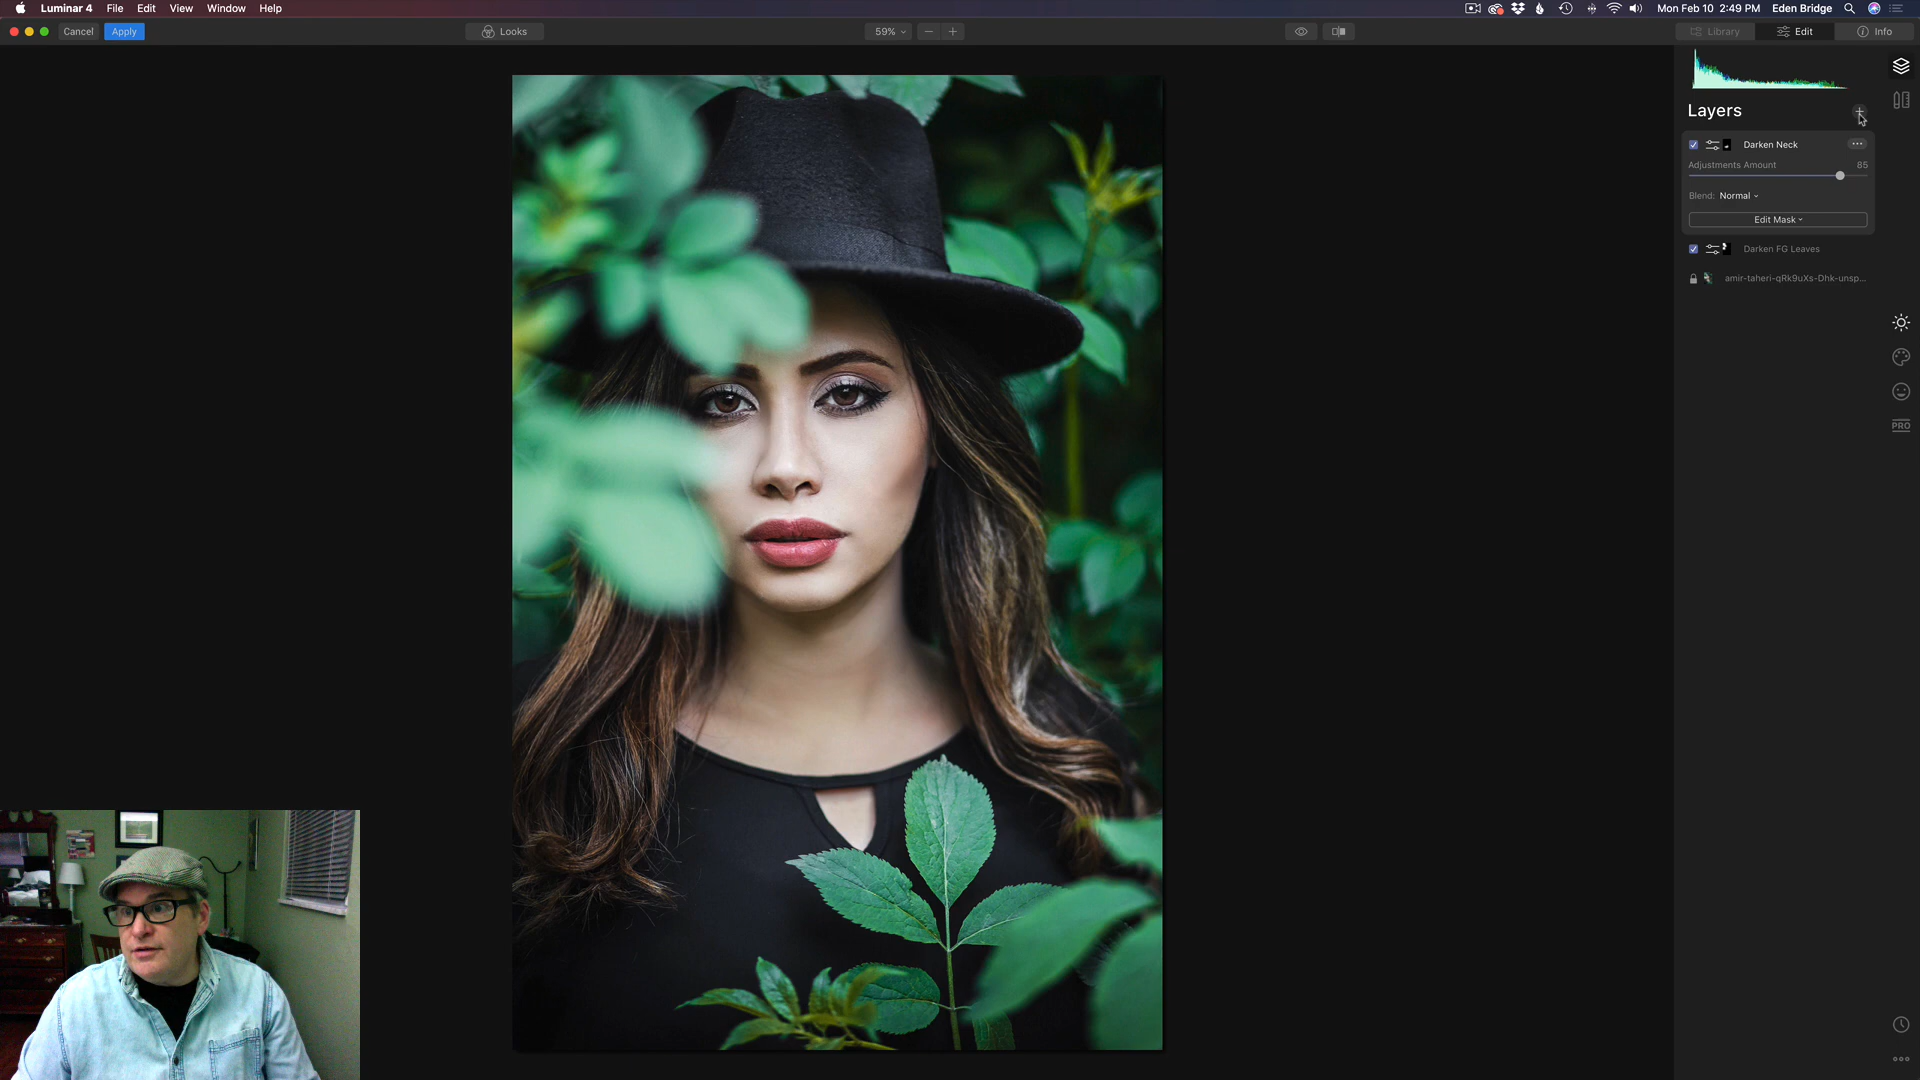 Luminar 4 File Edit View Window Help Mon Feb 10 2:49 PM Eden Bridge
Cancel Apply Looks 59% Library Edit Info
Layers
Darken Neck
Adjustments Amount 85
Blend: Normal
Edit Mask
Darken FG Leaves
amir-taheri-qRk9uXs-Dhk-unsp...
PRO